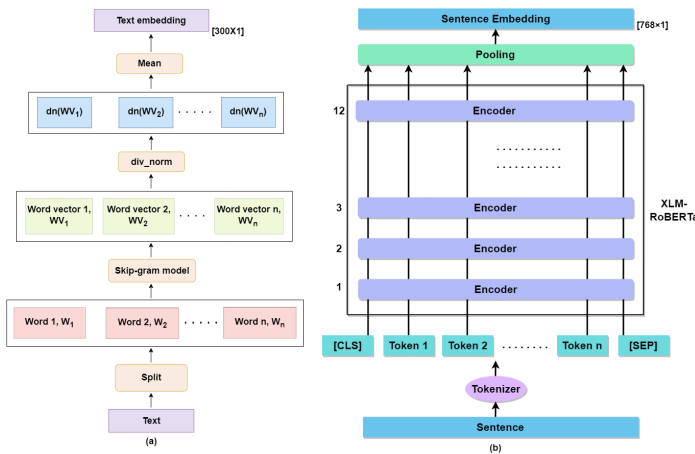 Text embedding
[300X1]
Mean
dn(WV1) dn(WV2) . . . . . dn(WVn)
div_norm
Word vector 1, WV1
Word vector 2, WV2
. . . .
Word vector n, WVn
Skip-gram model
Word 1, W1 Word 2, W2 . . . . . Word n, Wn
Split
Text
(a)
Sentence Embedding
[768×1]
Pooling
12 Encoder
. . . . . . . . . . .
. . . . . . . . . . .
3 Encoder
XLM-
RoBERTa
2 Encoder
1 Encoder
[CLS] Token 1 Token 2 . . . . . . . . Token n [SEP]
Tokenizer
Sentence
(b)